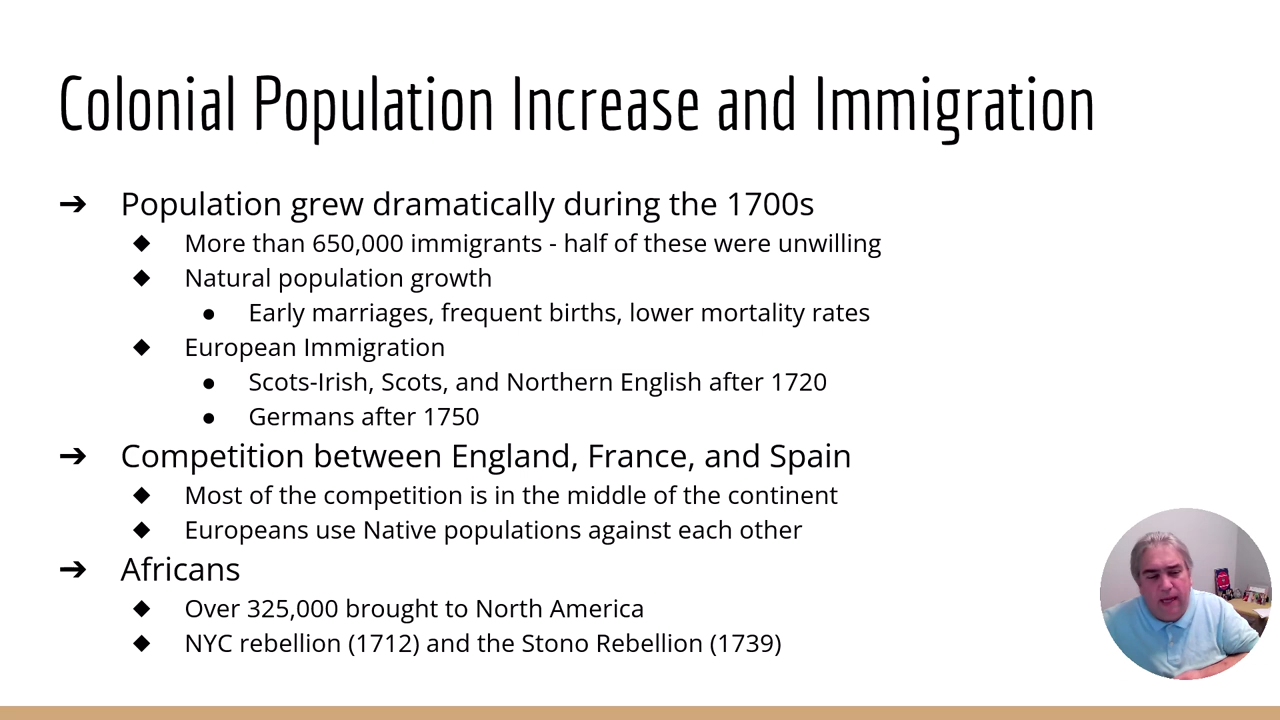 Colonial Population Increase and Immigration
➔ Population grew dramatically during the 1700s
◆ More than 650,000 immigrants - half of these were unwilling
◆ Natural population growth
● Early marriages, frequent births, lower mortality rates
◆ European Immigration
● Scots-Irish, Scots, and Northern English after 1720
● Germans after 1750
➔ Competition between England, France, and Spain
◆ Most of the competition is in the middle of the continent
◆ Europeans use Native populations against each other
➔ Africans
◆ Over 325,000 brought to North America
◆ NYC rebellion (1712) and the Stono Rebellion (1739)